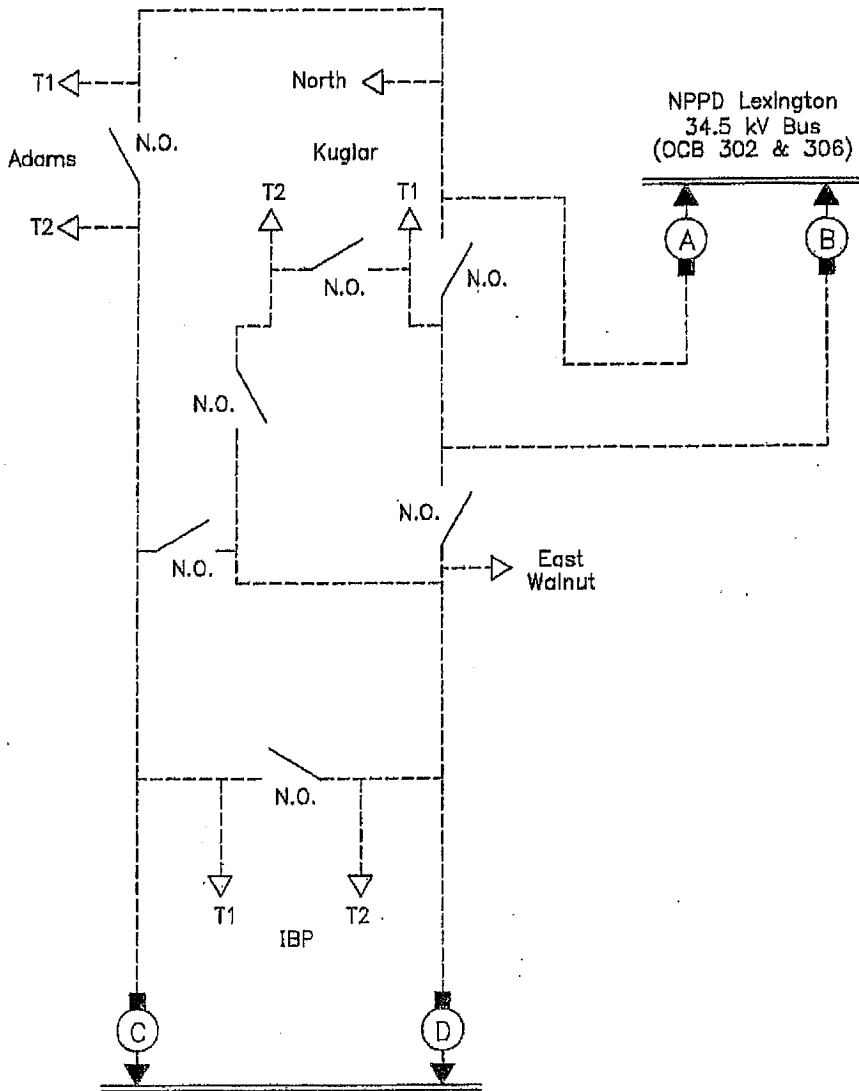 T1
North
NPPD Lexington
34.5 kV Bus
(OCB 302 & 306)
N.O.
Adams
Kuglar
T2
T1
T2
A
B
N.O.
N.O.
N.O.
N.O.
N.O.
East
Walnut
N.O.
T1
T2
IBP
C
D